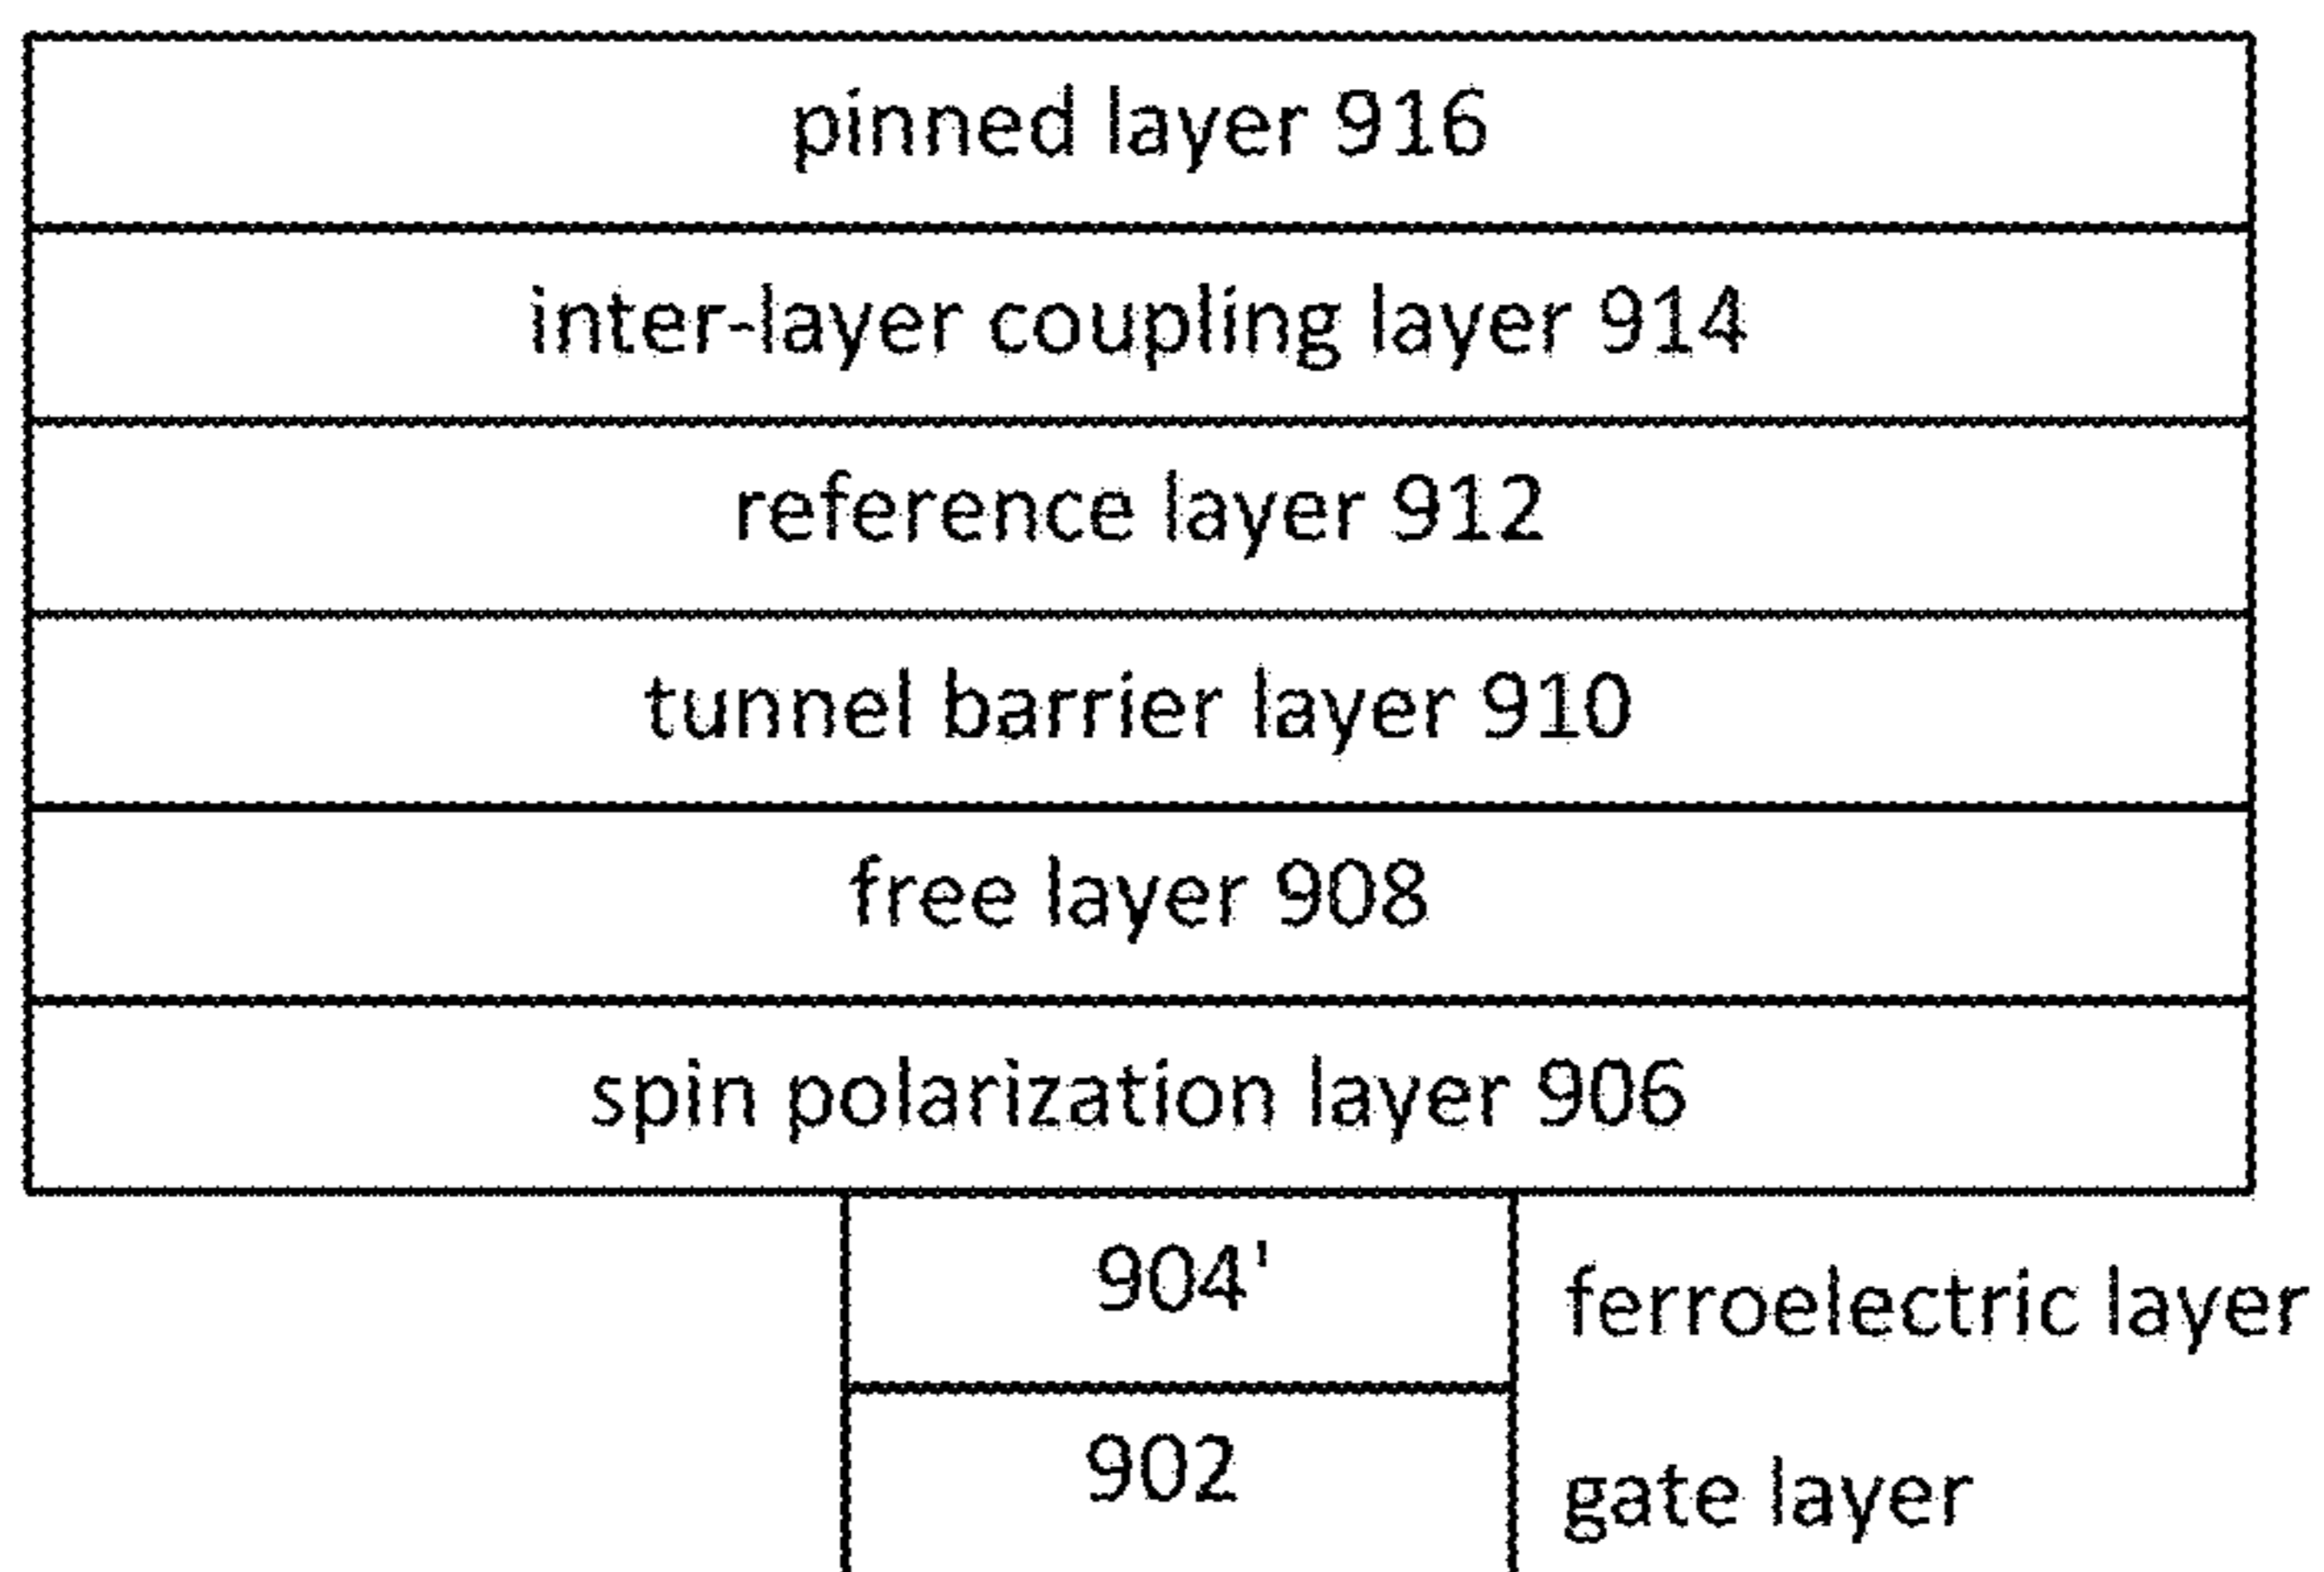 pinned layer 916
inter-layer coupling layer 914
reference layer 912
tunnel barrier layer 910
free layer 908
spin polarization layer 906
904' ferroelectric layer
902 gate layer